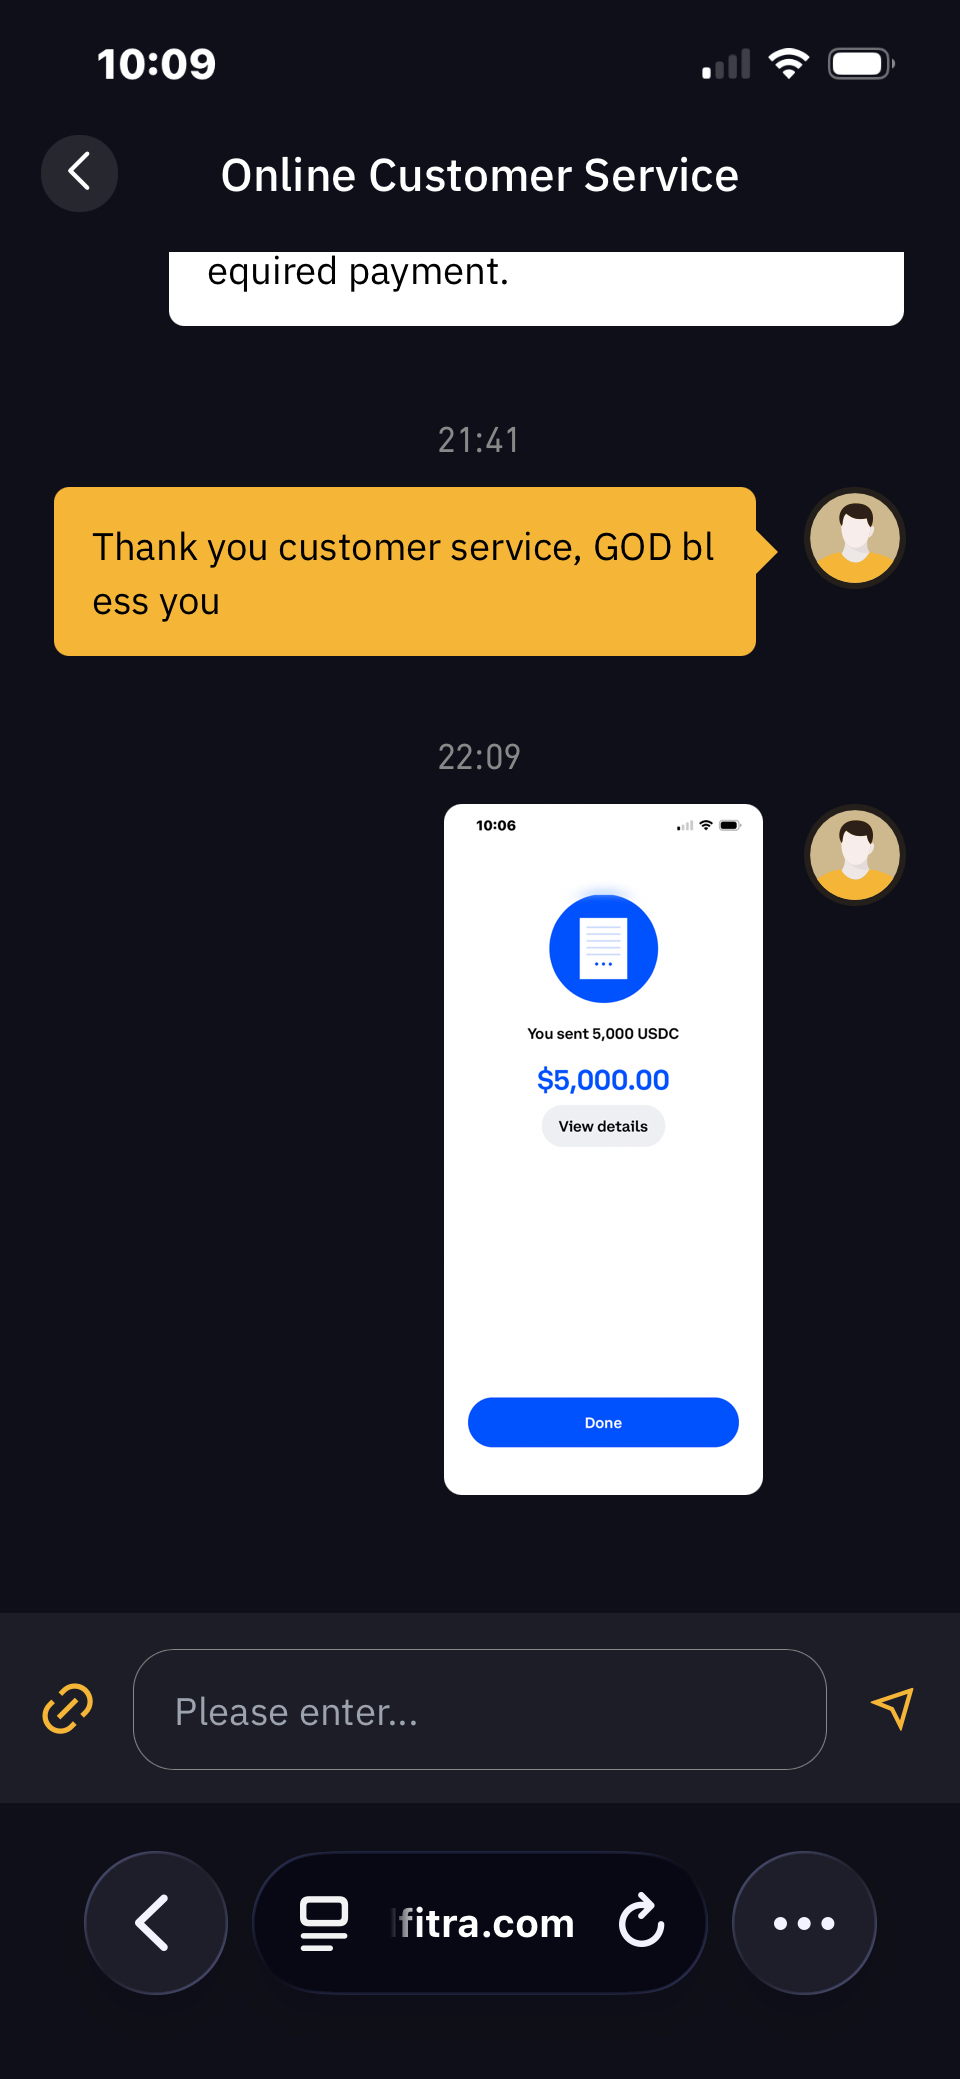 10:09
Online Customer Service
equired payment.
21:41
Thank you customer service, GOD bl
ess you
22:09
10:06
You sent 5,000 USDC
$5,000.00
View details
Done
Please enter...
lfitra.com